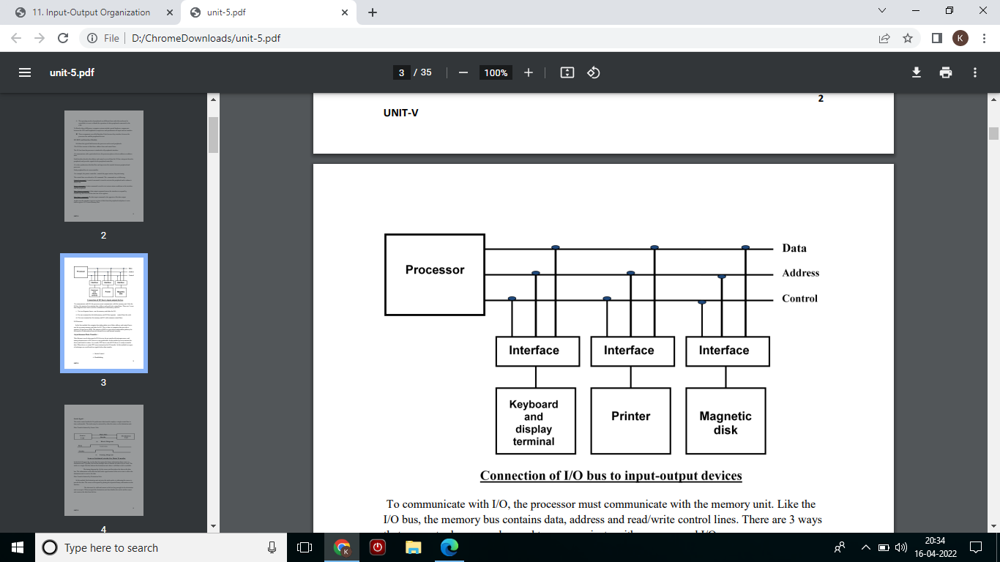 11. Input-Output Organization
unit-5.pdf
File
D:/ChromeDownloads/unit-5.pdf
K
unit-5.pdf
3 / 35
100%
2
3
4
2
UNIT-V
Processor
Data
Address
Control
Interface
Interface
Interface
Keyboard
and
display
terminal
Printer
Magnetic
disk
Connection of I/O bus to input-output devices
To communicate with I/O, the processor must communicate with the memory unit. Like the
I/O bus, the memory bus contains data, address and read/write control lines. There are 3 ways
Type here to search
K
20:34
16-04-2022